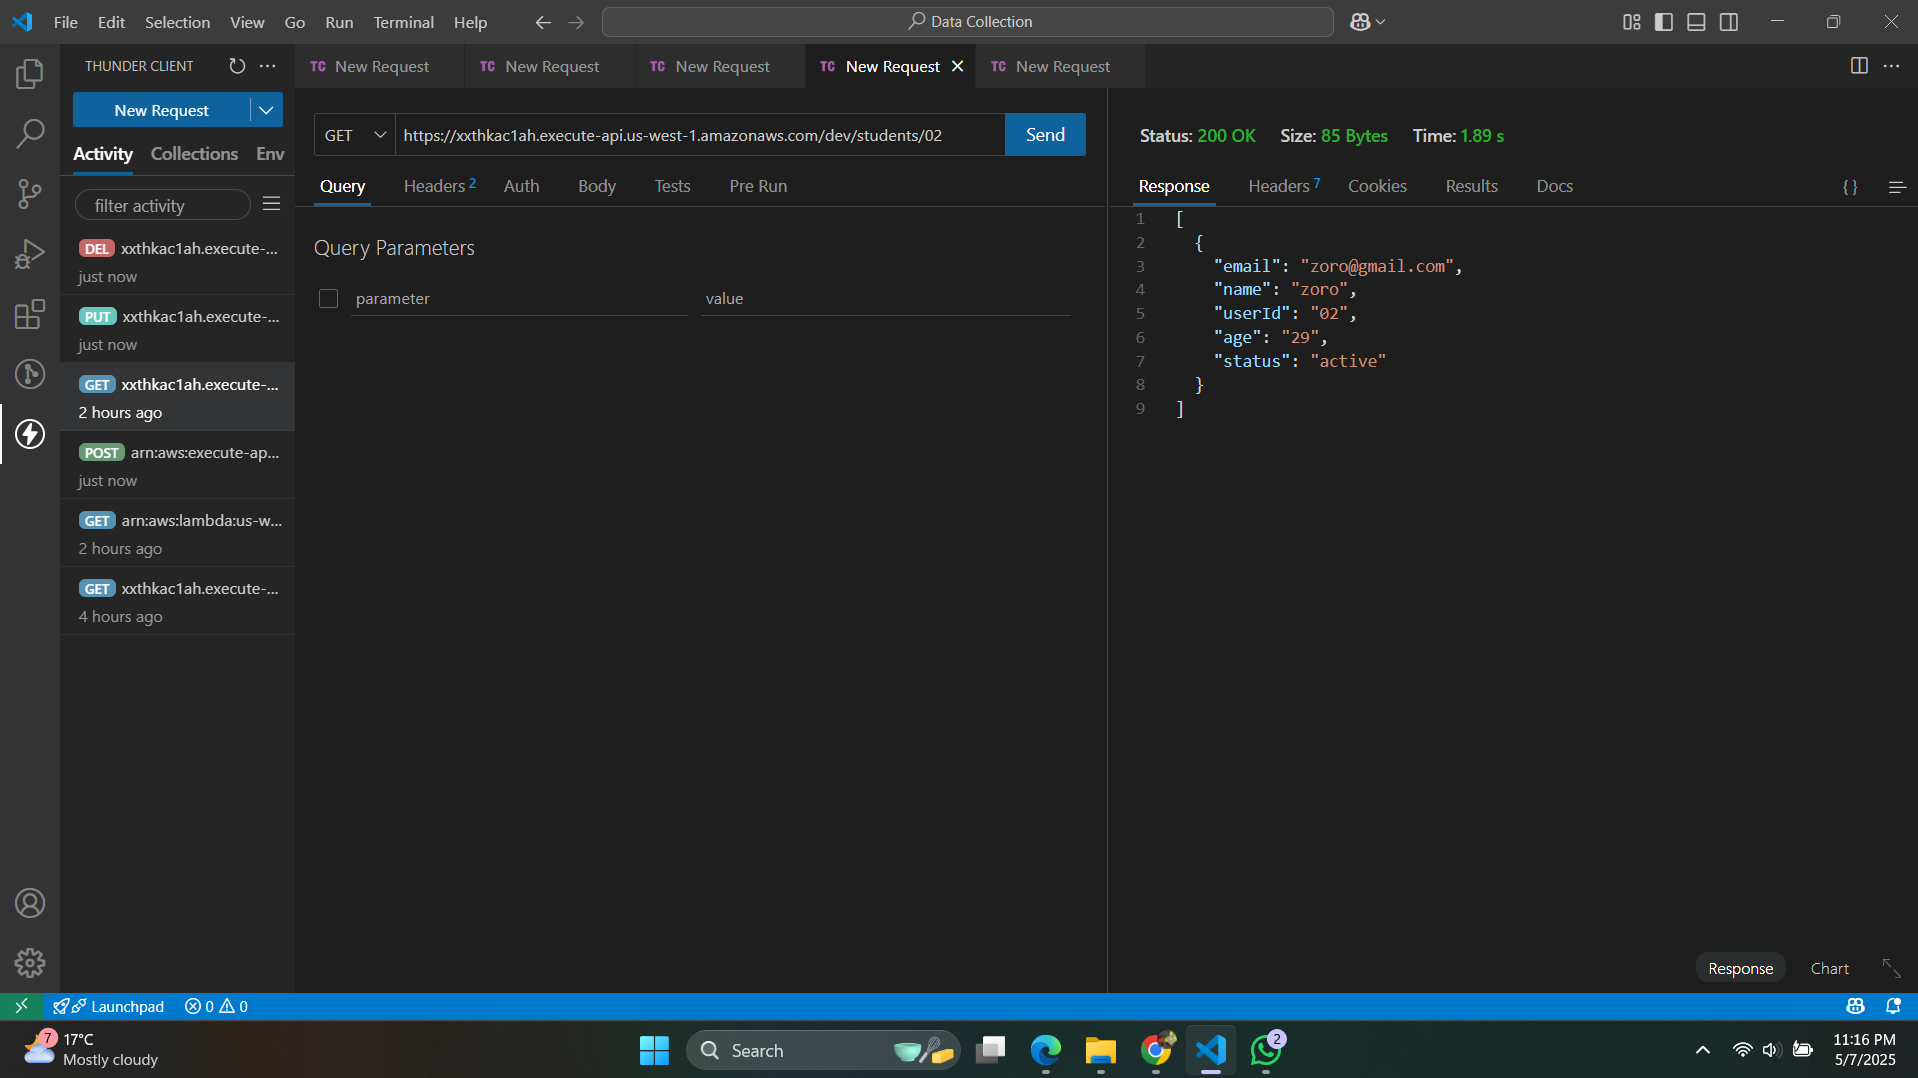 File Edit Selection View Go Run Terminal Help
Data Collection
THUNDER CLIENT
New Request
Activity Collections Env
filter activity
DEL xxthkac1ah.execute-...
just now
PUT xxthkac1ah.execute-...
just now
GET xxthkac1ah.execute-...
2 hours ago
POST arn:aws:execute-ap...
just now
GET arn:aws:lambda:us-w...
2 hours ago
GET xxthkac1ah.execute-...
4 hours ago
TC New Request TC New Request TC New Request TC New Request TC New Request
GET https://xxthkac1ah.execute-api.us-west-1.amazonaws.com/dev/students/02 Send
Query Headers 2 Auth Body Tests Pre Run
Query Parameters
parameter value
Status: 200 OK Size: 85 Bytes Time: 1.89 s
Response Headers 7 Cookies Results Docs { }
1 [
2 {
3 "email": "zoro@gmail.com",
4 "name": "zoro",
5 "userId": "02",
6 "age": "29",
7 "status": "active"
8 }
9 ]
Response Chart
Launchpad 0 0
7 17°C
Mostly cloudy
Search
2
11:16 PM
5/7/2025